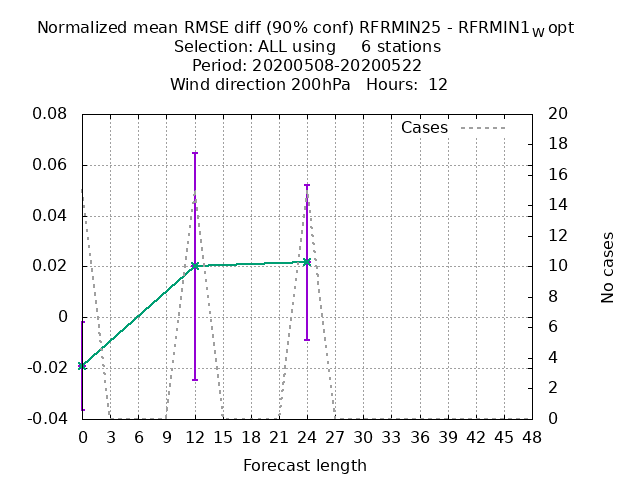 Normalized mean RMSE diff (90% conf) RFRMIN25 - RFRMIN1Wopt
Selection: ALL using 6 stations
Period: 20200508-20200522
Wind direction 200hPa Hours: 12
Cases
0.08
0.06
0.04
0.02
0
-0.02
-0.04
20
18
16
14
12
10
8
6
4
2
0
No cases
0 3 6 9 12 15 18 21 24 27 30 33 36 39 42 45 48
Forecast length